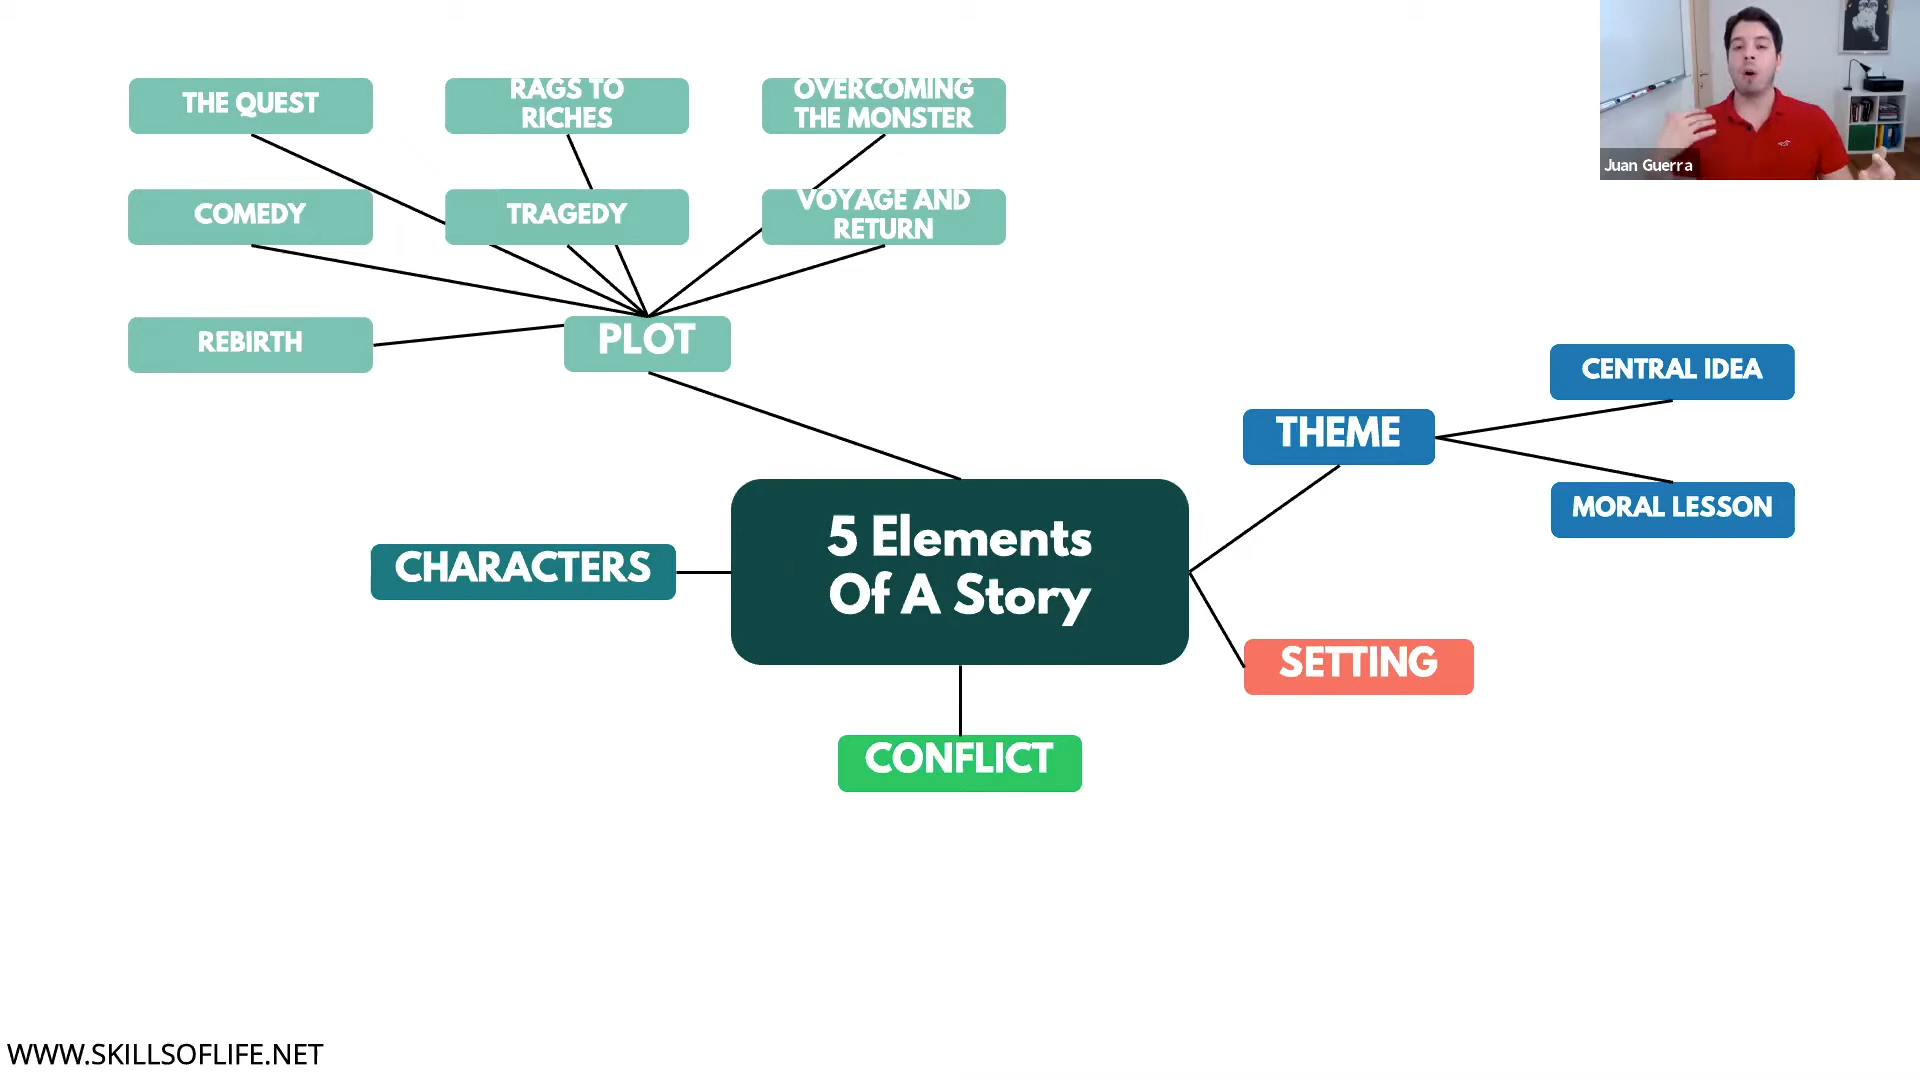 THE QUEST
RAGS TO
RICHES
OVERCOMING
THE MONSTER
COMEDY
TRAGEDY
VOYAGE AND
RETURN
REBIRTH
PLOT
THEME
CENTRAL IDEA
MORAL LESSON
CHARACTERS
5 Elements
Of A Story
SETTING
CONFLICT
Juan Guerra
WWW.SKILLSOFLIFE.NET